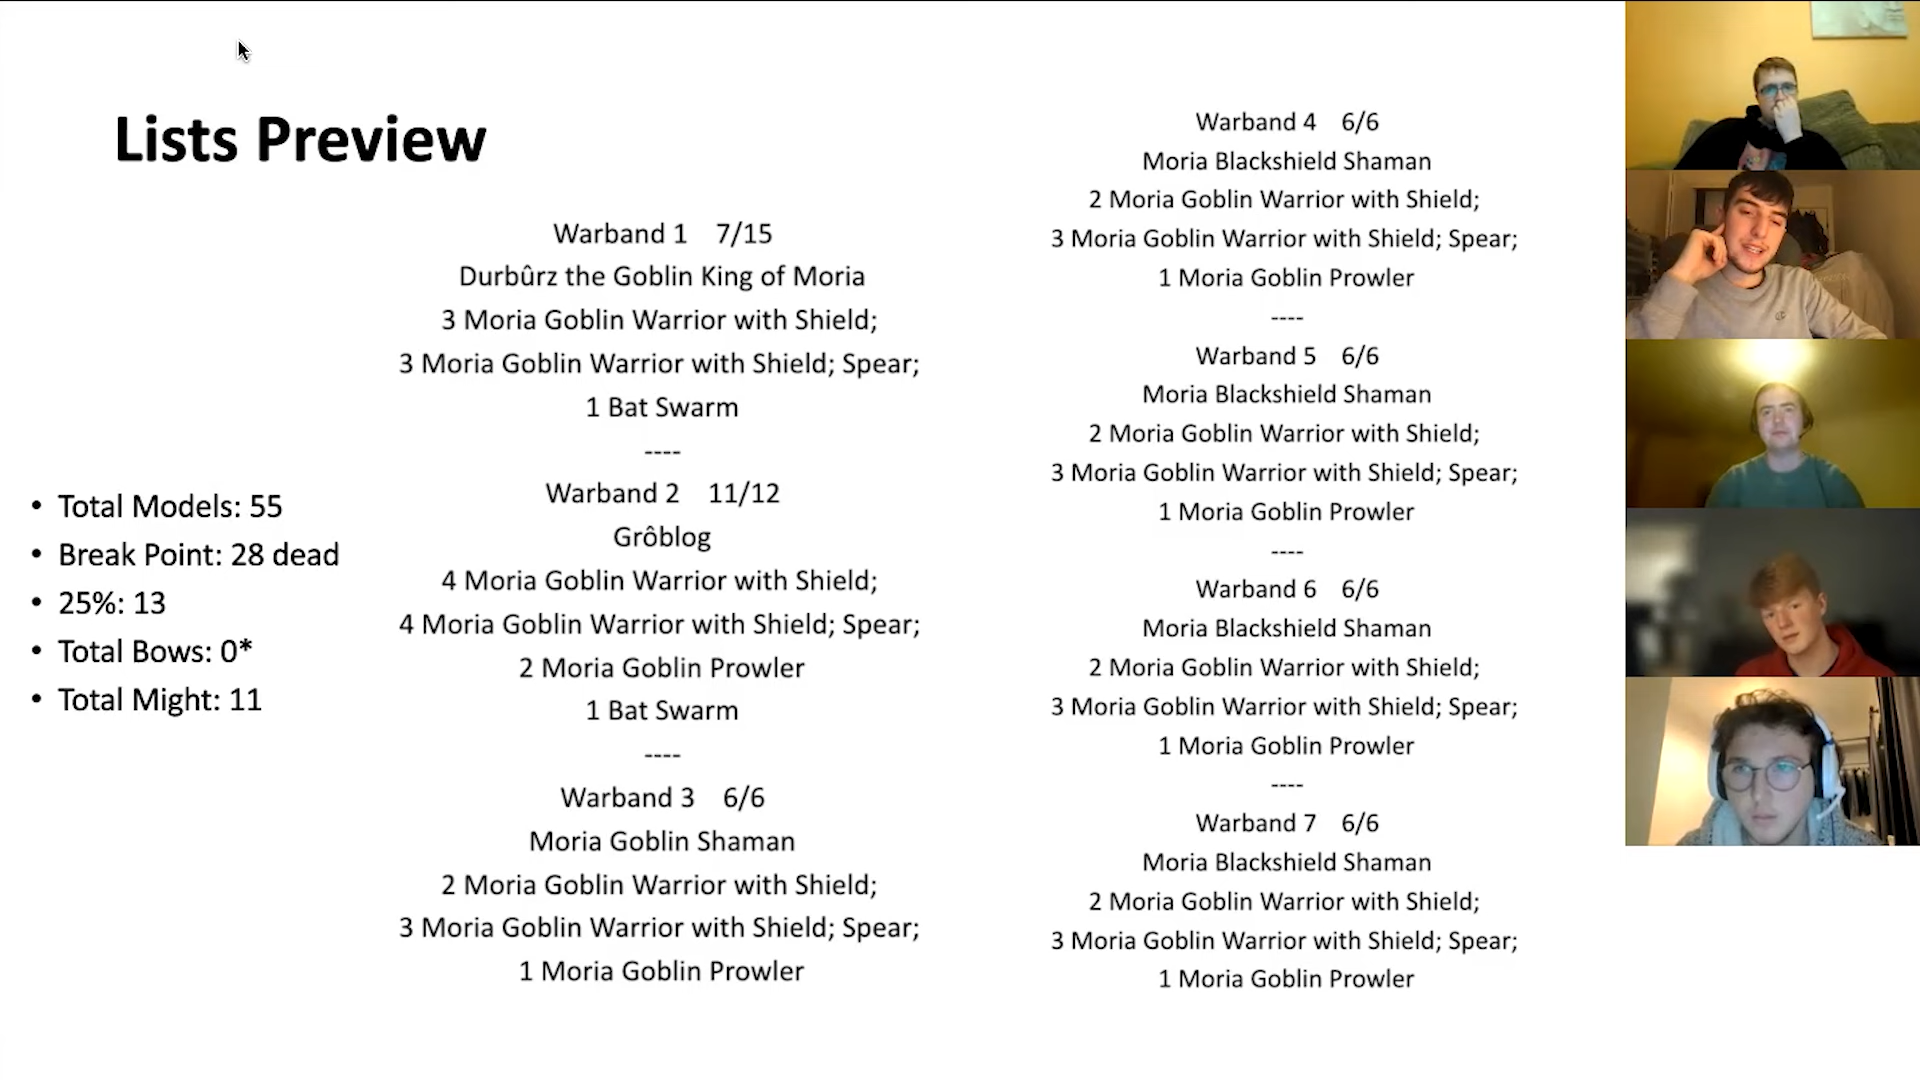 Lists Preview
• Total Models: 55
• Break Point: 28 dead
• 25%: 13
• Total Bows: 0*
• Total Might: 11
Warband 1 7/15
Durbûrz the Goblin King of Moria
3 Moria Goblin Warrior with Shield;
3 Moria Goblin Warrior with Shield; Spear;
1 Bat Swarm
----
Warband 2 11/12
Grôblog
4 Moria Goblin Warrior with Shield;
4 Moria Goblin Warrior with Shield; Spear;
2 Moria Goblin Prowler
1 Bat Swarm
----
Warband 3 6/6
Moria Goblin Shaman
2 Moria Goblin Warrior with Shield;
3 Moria Goblin Warrior with Shield; Spear;
1 Moria Goblin Prowler
Warband 4 6/6
Moria Blackshield Shaman
2 Moria Goblin Warrior with Shield;
3 Moria Goblin Warrior with Shield; Spear;
1 Moria Goblin Prowler
----
Warband 5 6/6
Moria Blackshield Shaman
2 Moria Goblin Warrior with Shield;
3 Moria Goblin Warrior with Shield; Spear;
1 Moria Goblin Prowler
----
Warband 6 6/6
Moria Blackshield Shaman
2 Moria Goblin Warrior with Shield;
3 Moria Goblin Warrior with Shield; Spear;
1 Moria Goblin Prowler
----
Warband 7 6/6
Moria Blackshield Shaman
2 Moria Goblin Warrior with Shield;
3 Moria Goblin Warrior with Shield; Spear;
1 Moria Goblin Prowler